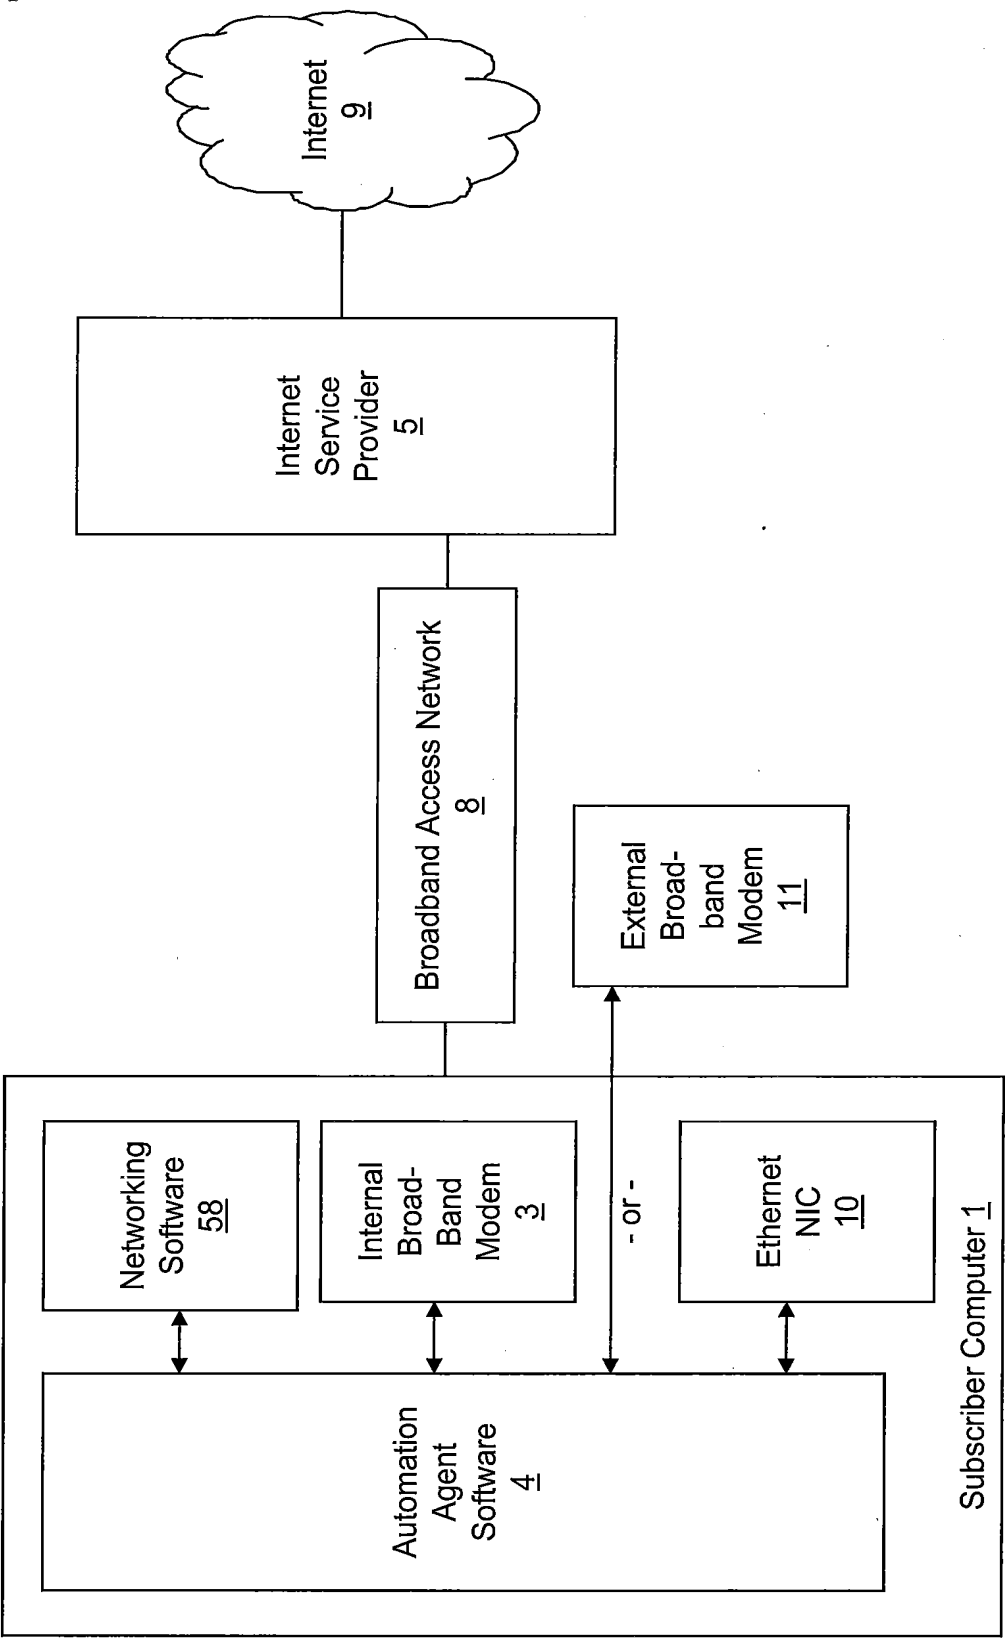 Automation
Agent
Software
4
Networking
Software
58
Internal
Broad-
Band
Modem
3
- or -
Ethernet
NIC
10
Subscriber Computer 1
External
Broad-
band
Modem
11
Broadband Access Network
8
Internet
Service
Provider
5
Internet
9